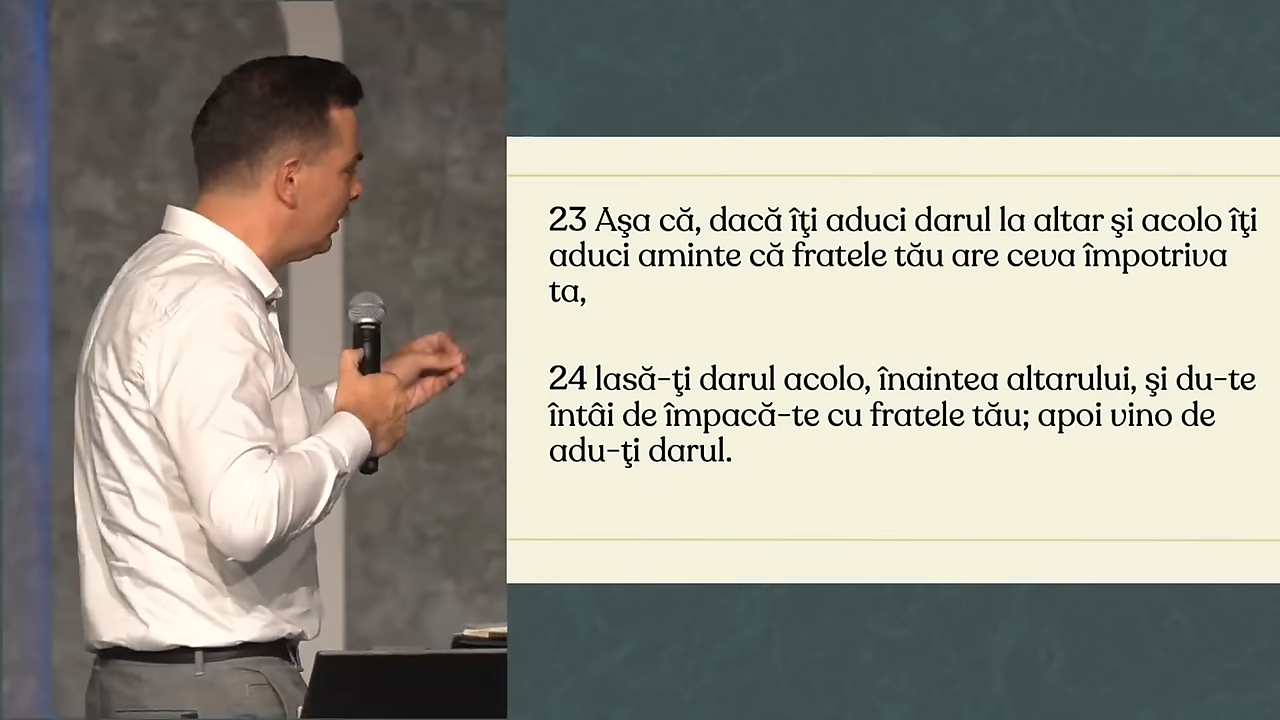 23 Aşa că, dacă îţi aduci darul la altar şi acolo îţi
aduci aminte că fratele tău are ceva împotriva
ta,
24 lasă-ţi darul acolo, înaintea altarului, şi du-te
întâi de împacă-te cu fratele tău; apoi vino de
adu-ţi darul.